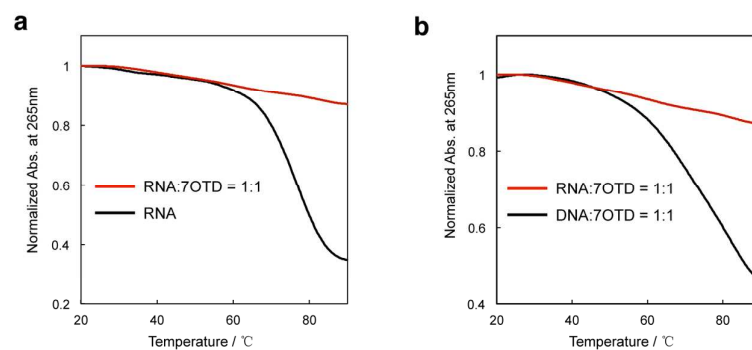 a
Normalized Abs. at 265nm
1
0.8
0.6
0.4
0.2
RNA:7OTD = 1:1
RNA
20 40 60 80
Temperature / ℃
b
Normalized Abs. at 265nm
1
0.8
0.6
0.4
RNA:7OTD = 1:1
DNA:7OTD = 1:1
20 40 60 80
Temperature / ℃